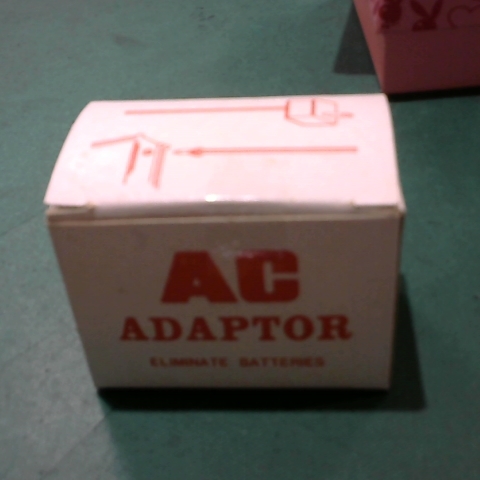 AC
ADAPTOR
ELIMINATE BATTERIES